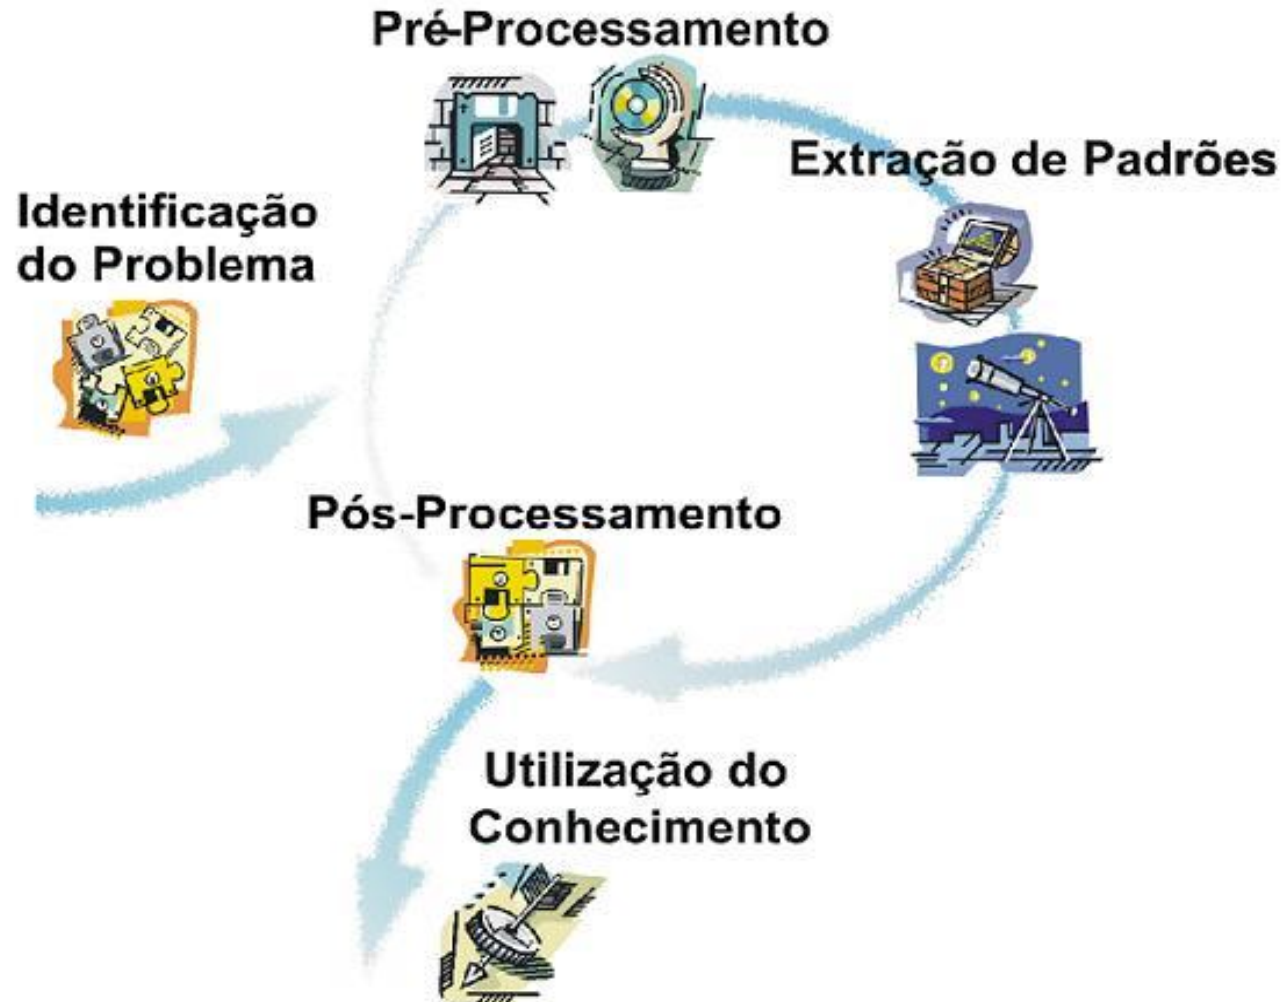 Pré-Processamento
Extração de Padrões
Identificação
do Problema
Pós-Processamento
Utilização do
Conhecimento